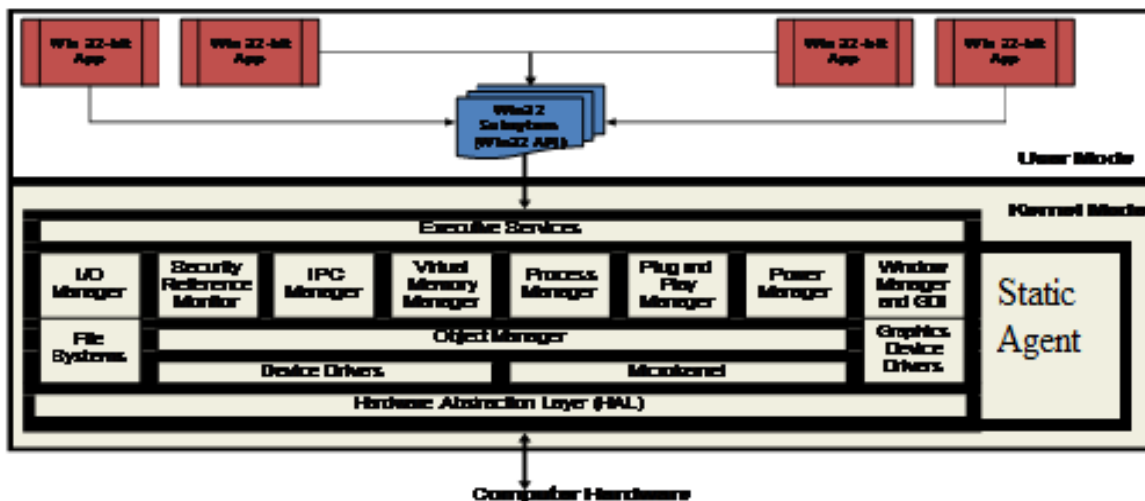 Win 32-bit
App
Win 32-bit
App
Win 32-bit
App
Win 32-bit
App
Win32
Subsystem
(Win32 API)
User Mode
Kernel Mode
Executive Services
I/O
Manager
Security
Reference
Monitor
IPC
Manager
Virtual
Memory
Manager
Process
Manager
Plug and
Play
Manager
Power
Manager
Window
Manager
and GDI
Static
Agent
File
Systems
Object Manager
Graphics
Device
Drivers
Device Drivers
Microkernel
Hardware Abstraction Layer (HAL)
Computer Hardware